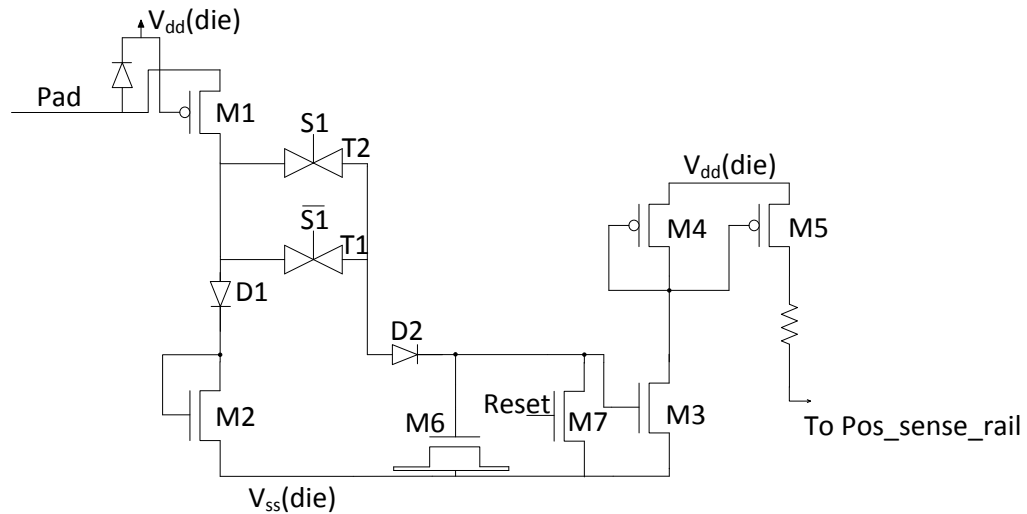 Vdd(die)
Pad
M1
S1
T2
S1
T1
Vdd(die)
M4
M5
D1
D2
M2
M6
Reset
M7
M3
To Pos_sense_rail
Vss(die)